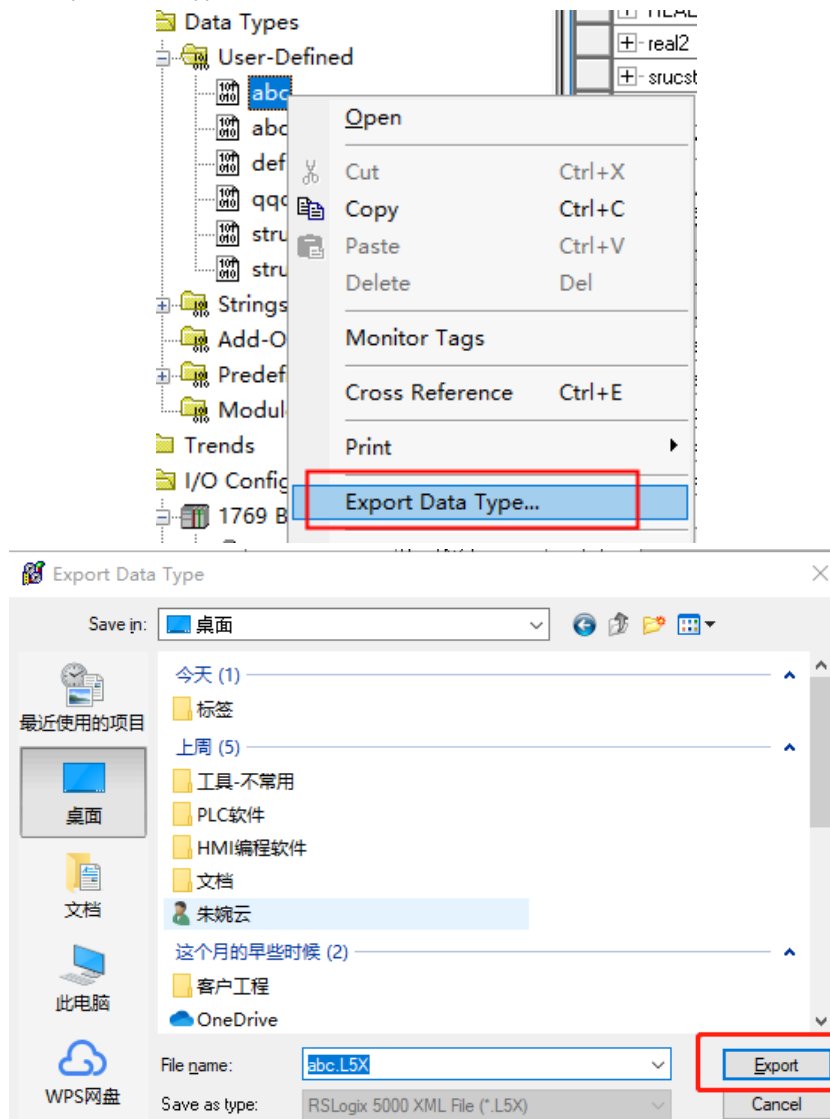 Data Types
real2
User-Defined
srucst
abc
Open
abc
def
Cut Ctrl+X
qqc
Copy Ctrl+C
stru
Paste Ctrl+V
stru
Delete Del
Strings
Add-O
Monitor Tags
Predef
Cross Reference Ctrl+E
Modul
Trends
Print
I/O Config
Export Data Type...
1769 B
Export Data Type
Save in: 桌面
今天 (1)
标签
最近使用的项目
上周 (5)
工具-不常用
PLC软件
桌面
HMI编程软件
文档
文档
朱婉云
这个月的早些时候 (2)
此电脑
客户工程
OneDrive
File name: abc.L5X Export
WPS网盘
Save as type: RSLogix 5000 XML File (*.L5X) Cancel